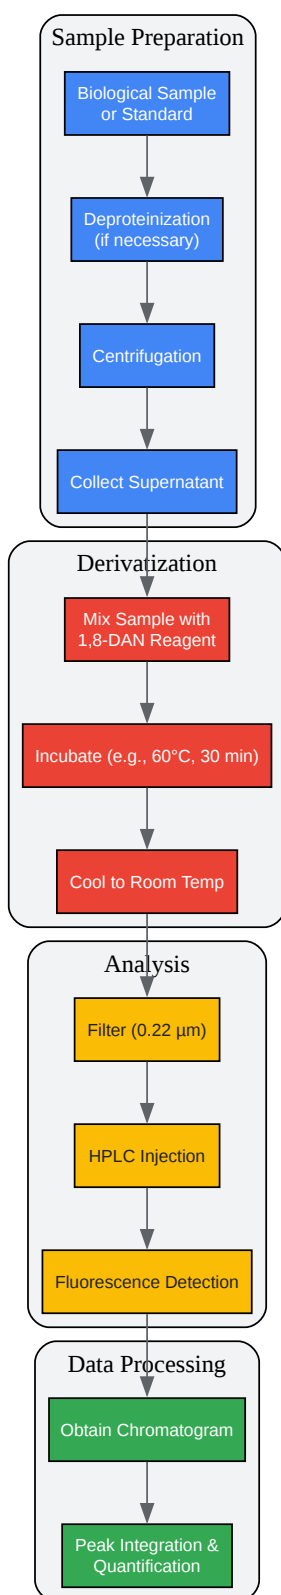 Sample Preparation
Biological Sample
or Standard
Deproteinization
(if necessary)
Centrifugation
Collect Supernatant
Derivatization
Mix Sample with
1,8-DAN Reagent
Incubate (e.g., 60°C, 30 min)
Cool to Room Temp
Analysis
Filter (0.22 µm)
HPLC Injection
Fluorescence Detection
Data Processing
Obtain Chromatogram
Peak Integration &
Quantification